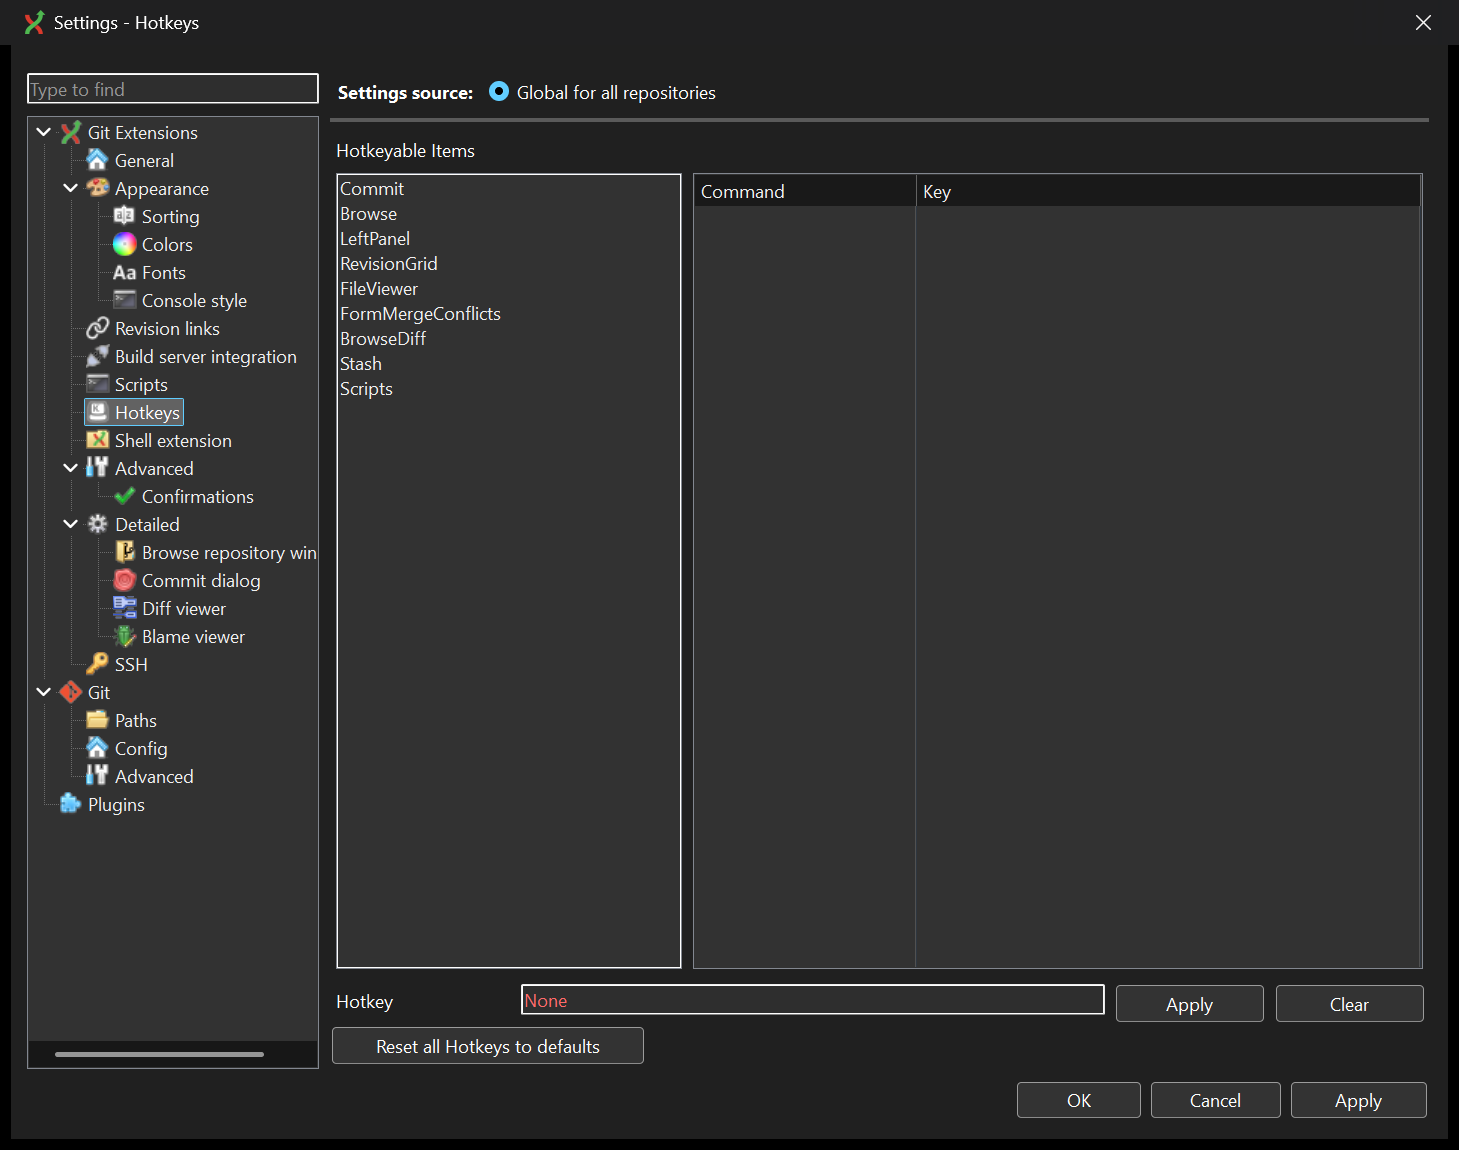 Settings - Hotkeys
Type to find
Git Extensions
General
Appearance
Sorting
Colors
Fonts
Console style
Revision links
Build server integration
Scripts
Hotkeys
Shell extension
Advanced
Confirmations
Detailed
Browse repository win
Commit dialog
Diff viewer
Blame viewer
SSH
Git
Paths
Config
Advanced
Plugins
Settings source: Global for all repositories
Hotkeyable Items
Commit
Browse
LeftPanel
RevisionGrid
FileViewer
FormMergeConflicts
BrowseDiff
Stash
Scripts
Command Key
Hotkey None Apply Clear
Reset all Hotkeys to defaults
OK Cancel Apply